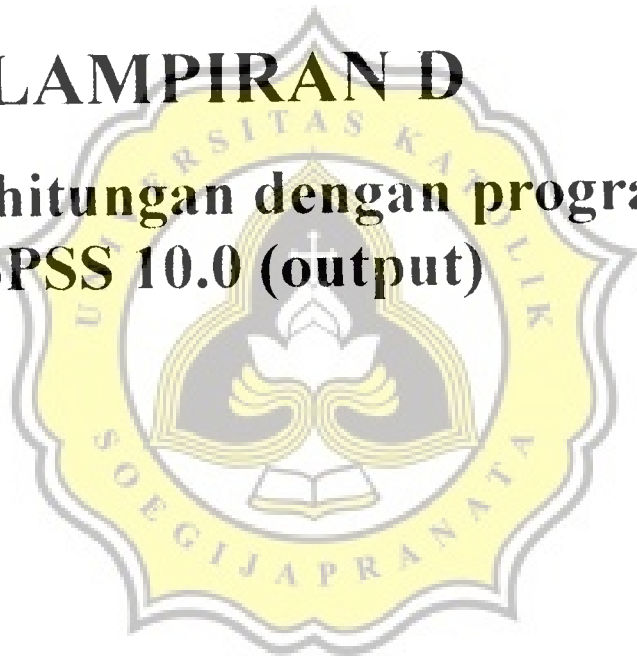 LAMPIRAN D
hitungan dengan progra
SPSS 10.0 (output)
UNIVERSITAS KATOLIK
SOEGIJAPRANATA